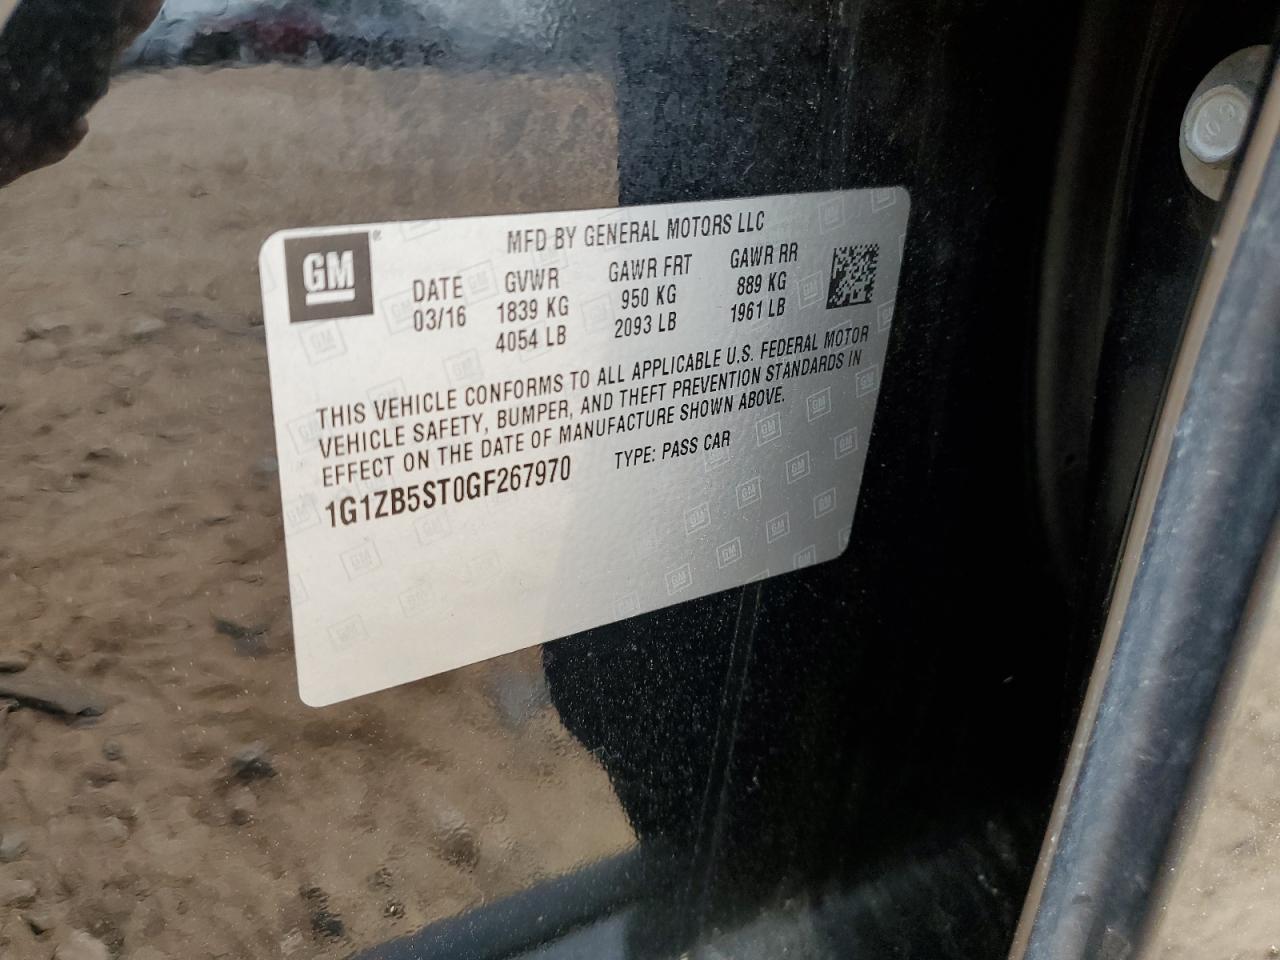 GM
MFD BY GENERAL MOTORS LLC
DATE GVWR GAWR FRT GAWR RR
03/16 1839 KG 950 KG 889 KG
4054 LB 2093 LB 1961 LB
THIS VEHICLE CONFORMS TO ALL APPLICABLE U.S. FEDERAL MOTOR
VEHICLE SAFETY, BUMPER, AND THEFT PREVENTION STANDARDS IN
EFFECT ON THE DATE OF MANUFACTURE SHOWN ABOVE.
1G1ZB5ST0GF267970 TYPE: PASS CAR